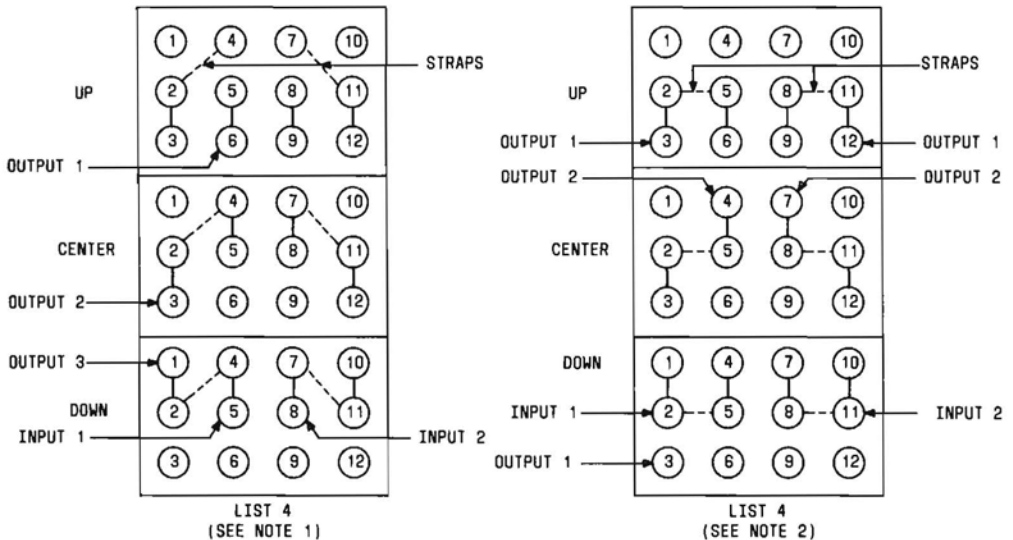 1 4 7 10
STRAPS
UP
2 5 8 11
3 6 9 12
OUTPUT 1
1 4 7 10
CENTER
2 5 8 11
OUTPUT 2
3 6 9 12
OUTPUT 3
1 4 7 10
DOWN
2 5 8 11
INPUT 1
INPUT 2
3 6 9 12
LIST 4
(SEE NOTE 1)
1 4 7 10
STRAPS
UP
2 5 8 11
OUTPUT 1
3 6 9 12
OUTPUT 1
OUTPUT 2
OUTPUT 2
1 4 7 10
CENTER
2 5 8 11
3 6 9 12
DOWN
1 4 7 10
INPUT 1
2 5 8 11
INPUT 2
OUTPUT 1
3 6 9 12
LIST 4
(SEE NOTE 2)